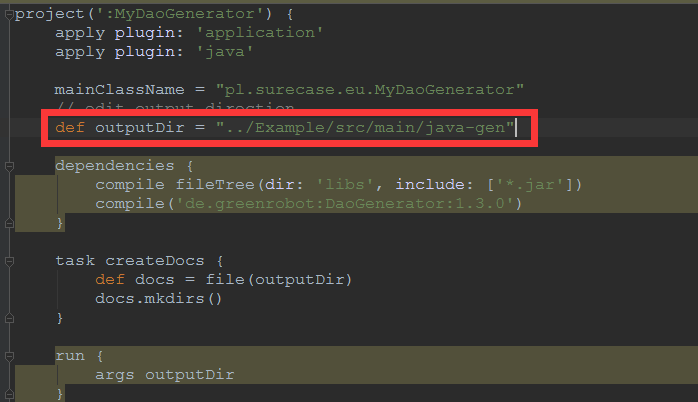 project(':MyDaoGenerator') {
apply plugin: 'application'
apply plugin: 'java'
mainClassName = "pl.surecase.eu.MyDaoGenerator"
// edit output direction
def outputDir = "../Example/src/main/java-gen"
dependencies {
compile fileTree(dir: 'libs', include: ['*.jar'])
compile('de.greenrobot:DaoGenerator:1.3.0')
}
task createDocs {
def docs = file(outputDir)
docs.mkdirs()
}
run {
args outputDir
}